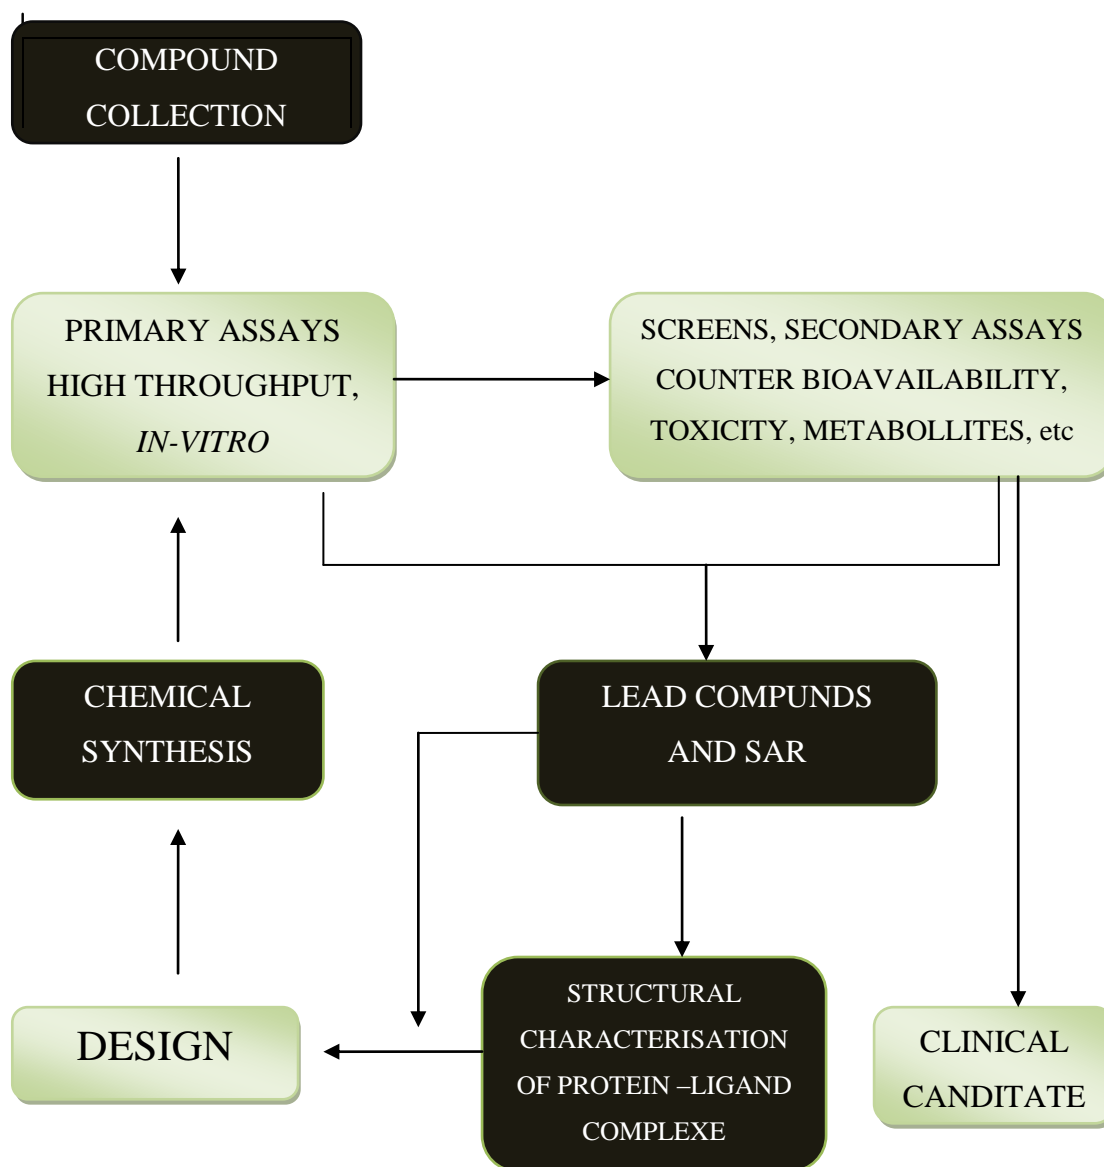 COMPOUND
COLLECTION
PRIMARY ASSAYS
HIGH THROUGHPUT,
IN-VITRO
SCREENS, SECONDARY ASSAYS
COUNTER BIOAVAILABILITY,
TOXICITY, METABOLLITES, etc
CHEMICAL
SYNTHESIS
LEAD COMPUNDS
AND SAR
DESIGN
STRUCTURAL
CHARACTERISATION
OF PROTEIN –LIGAND
COMPLEXE
CLINICAL
CANDITATE